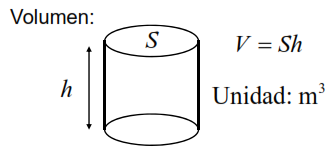 Volumen:
S
V = Sh
h
Unidad: m³